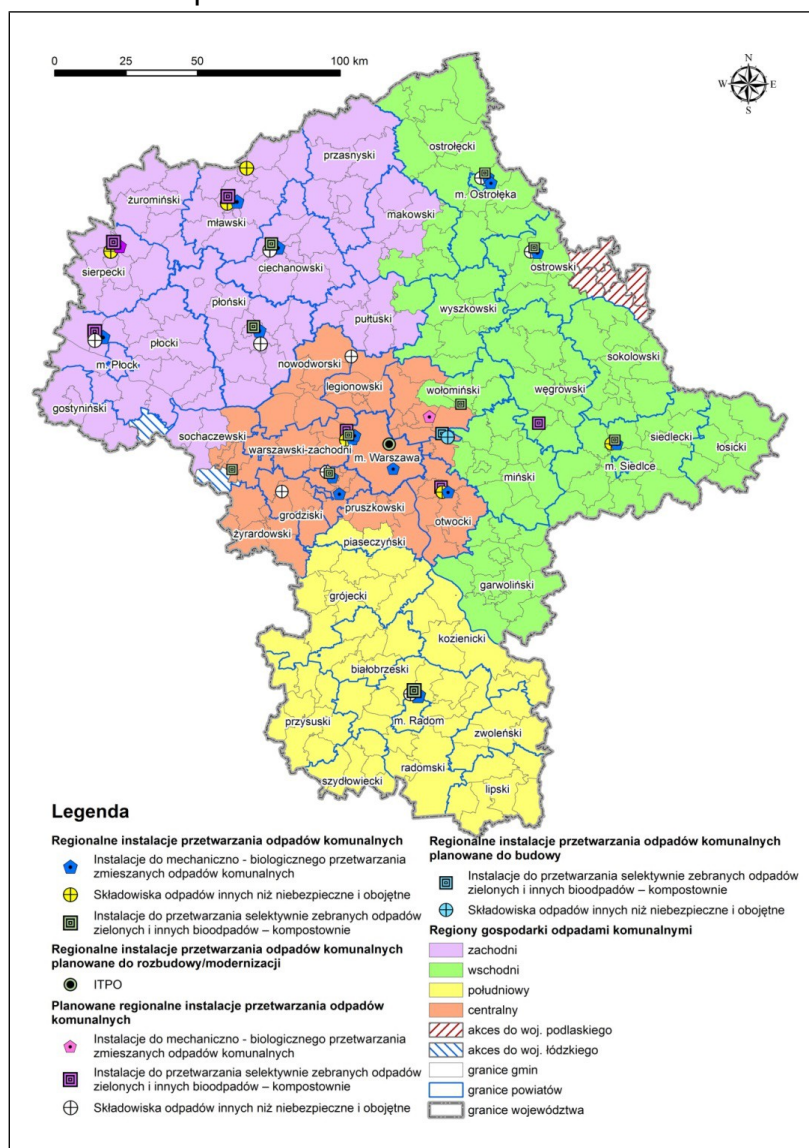 0 25 50 100 km
N
W E
S
ostrołęcki
przasnyski
m. Ostrołęka
żuromiński
makowski
mławski
ostrowski
sierpecki
ciechanowski
wyszkowski
płoński
pułtuski
sokolowski
płocki
m. Płock
nowodworski
legionowski
wołomiński
węgrowski
gostyniński
sochaczewski
warszawski-zachodni
m. Warszawa
siedlecki
łosicki
m. Siedlce
miński
grodziski
pruszkowski
otwocki
żyrardowski
piaseczyński
garwoliński
grójecki
kozienicki
białobrzeski
przysuski
m. Radom
zwoleński
radomski
szydłowiecki
lipski
Legenda
Regionalne instalacje przetwarzania odpadów komunalnych
Instalacje do mechaniczno - biologicznego przetwarzania
zmieszanych odpadów komunalnych
Składowiska odpadów innych niż niebezpieczne i obojętne
Instalacje do przetwarzania selektywnie zebranych odpadów
zielonych i innych bioodpadów – kompostownie
Regionalne instalacje przetwarzania odpadów komunalnych
planowane do rozbudowy/modernizacji
ITPO
Planowane regionalne instalacje przetwarzania odpadów
komunalnych
Instalacje do mechaniczno - biologicznego przetwarzania
zmieszanych odpadów komunalnych
Instalacje do przetwarzania selektywnie zebranych odpadów
zielonych i innych bioodpadów – kompostownie
Składowiska odpadów innych niż niebezpieczne i obojętne
Regionalne instalacje przetwarzania odpadów komunalnych
planowane do budowy
Instalacje do przetwarzania selektywnie zebranych odpadów
zielonych i innych bioodpadów – kompostownie
Składowiska odpadów innych niż niebezpieczne i obojętne
Regiony gospodarki odpadami komunalnymi
zachodni
wschodni
południowy
centralny
akces do woj. podlaskiego
akces do woj. łódzkiego
granice gmin
granice powiatów
granice województwa